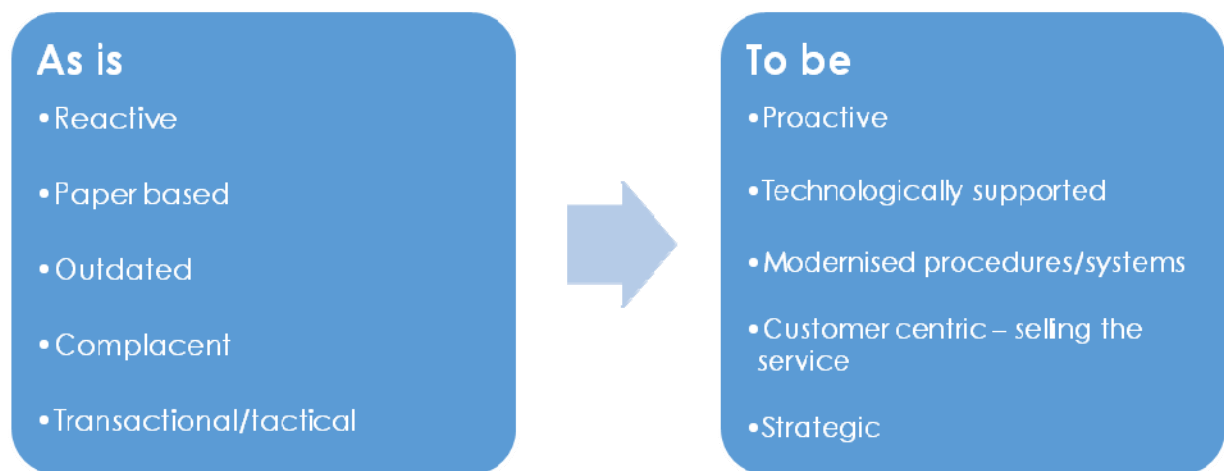 As is
•Reactive
•Paper based
•Outdated
•Complacent
•Transactional/tactical
To be
•Proactive
•Technologically supported
•Modernised procedures/systems
•Customer centric – selling the
service
•Strategic